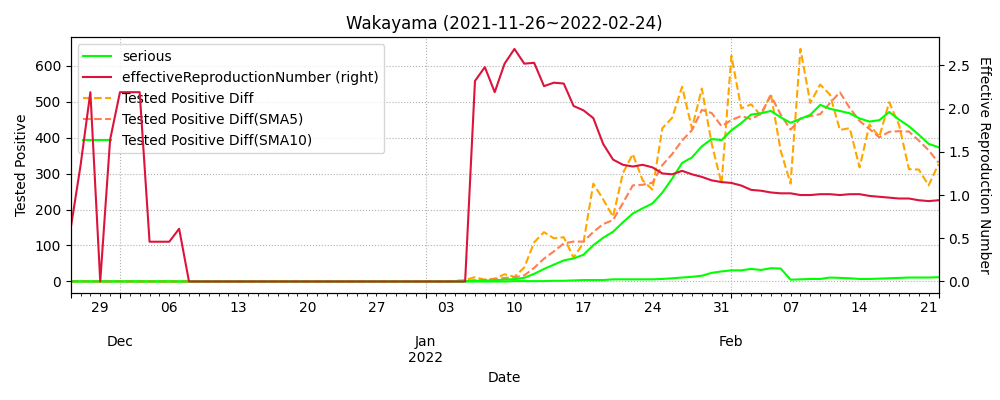 Wakayama (2021-11-26~2022-02-24)
serious
effectiveReproductionNumber (right)
Tested Positive Diff
Tested Positive Diff(SMA5)
Tested Positive Diff(SMA10)
Tested Positive
600
500
400
300
200
100
0
2.5
2.0
1.5
1.0
0.5
0.0
Effective Reproduction Number
29 06 13 20 27 03 10 17 24 31 07 14 21
Dec Jan Feb
2022
Date